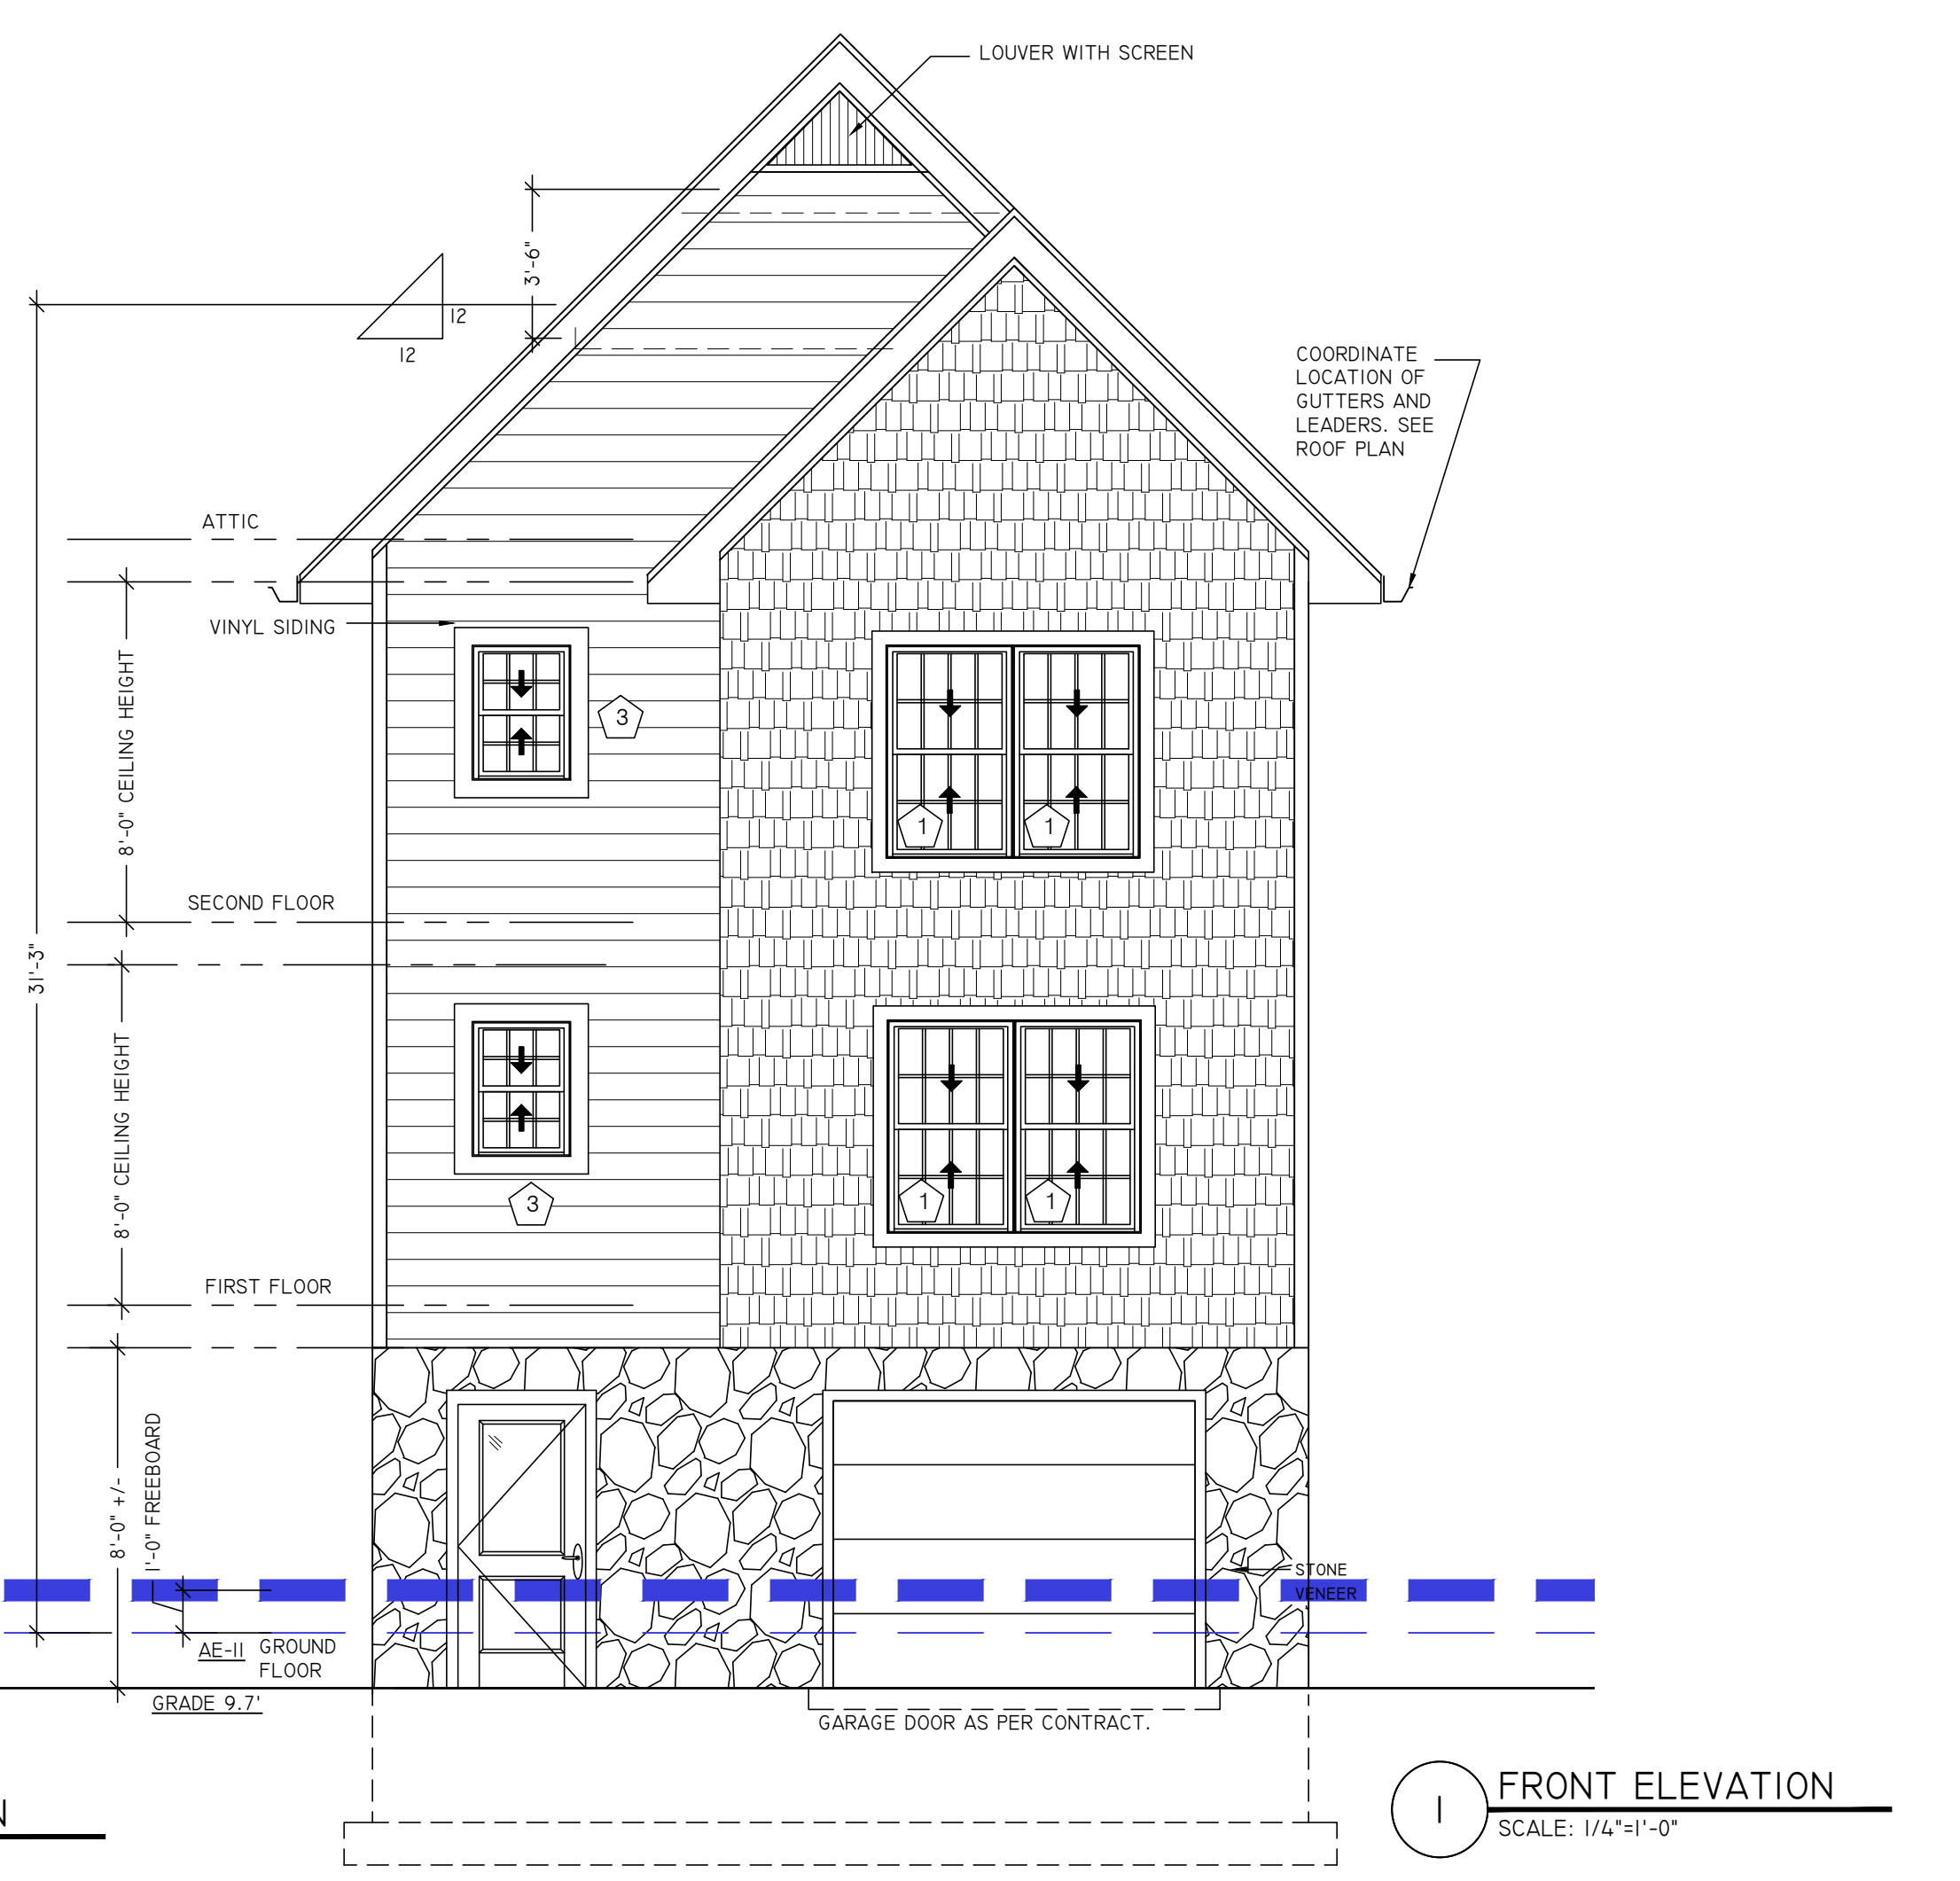 LOUVER WITH SCREEN
3'-6"
12
12
COORDINATE
LOCATION OF
GUTTERS AND
LEADERS. SEE
ROOF PLAN
ATTIC
VINYL SIDING
8'-0" CEILING HEIGHT
3
1
1
SECOND FLOOR
31'-3"
8'-0" CEILING HEIGHT
3
1
1
FIRST FLOOR
8'-0" +/-
1'-0" FREEBOARD
STONE
VENEER
AE-11
GROUND
FLOOR
GRADE 9.7'
GARAGE DOOR AS PER CONTRACT.
N
1
FRONT ELEVATION
SCALE: 1/4"=1'-0"